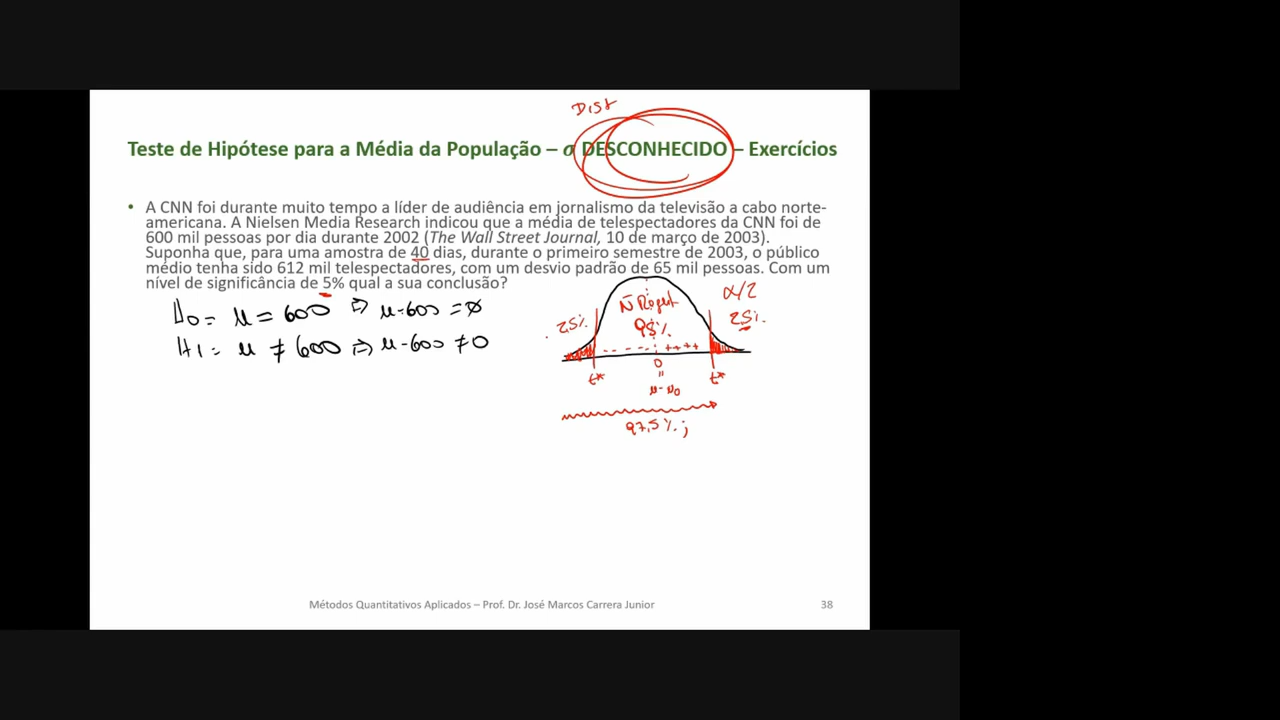 Dist
Teste de Hipótese para a Média da População – σ DESCONHECIDO – Exercícios
• A CNN foi durante muito tempo a líder de audiência em jornalismo da televisão a cabo norte-
americana. A Nielsen Media Research indicou que a média de telespectadores da CNN foi de
600 mil pessoas por dia durante 2002 (The Wall Street Journal, 10 de março de 2003).
Suponha que, para uma amostra de 40 dias, durante o primeiro semestre de 2003, o público
médio tenha sido 612 mil telespectadores, com um desvio padrão de 65 mil pessoas. Com um
nível de significância de 5% qual a sua conclusão?
H0 = μ = 600 ⇒ μ-600 = 0
H1 = μ ≠ 600 ⇒ μ-600 ≠ 0
α/2
2,5%
2,5%
95%
0
t*
t*
μ-μ0
97,5%;
Métodos Quantitativos Aplicados – Prof. Dr. José Marcos Carrera Junior
38